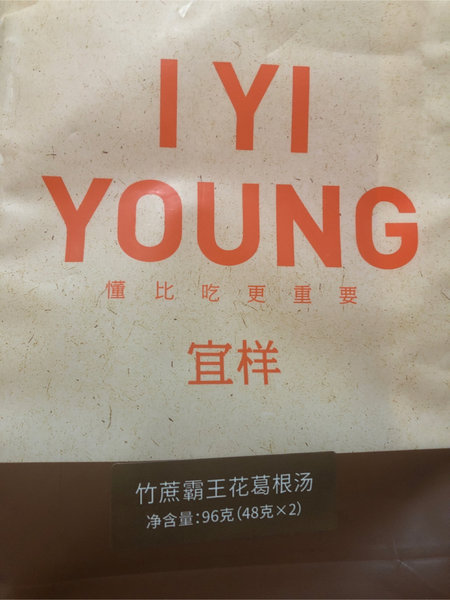 I YI
YOUNG
懂比吃更重要
宜样
竹蔗霸王花葛根汤
净含量:96克(48克×2)